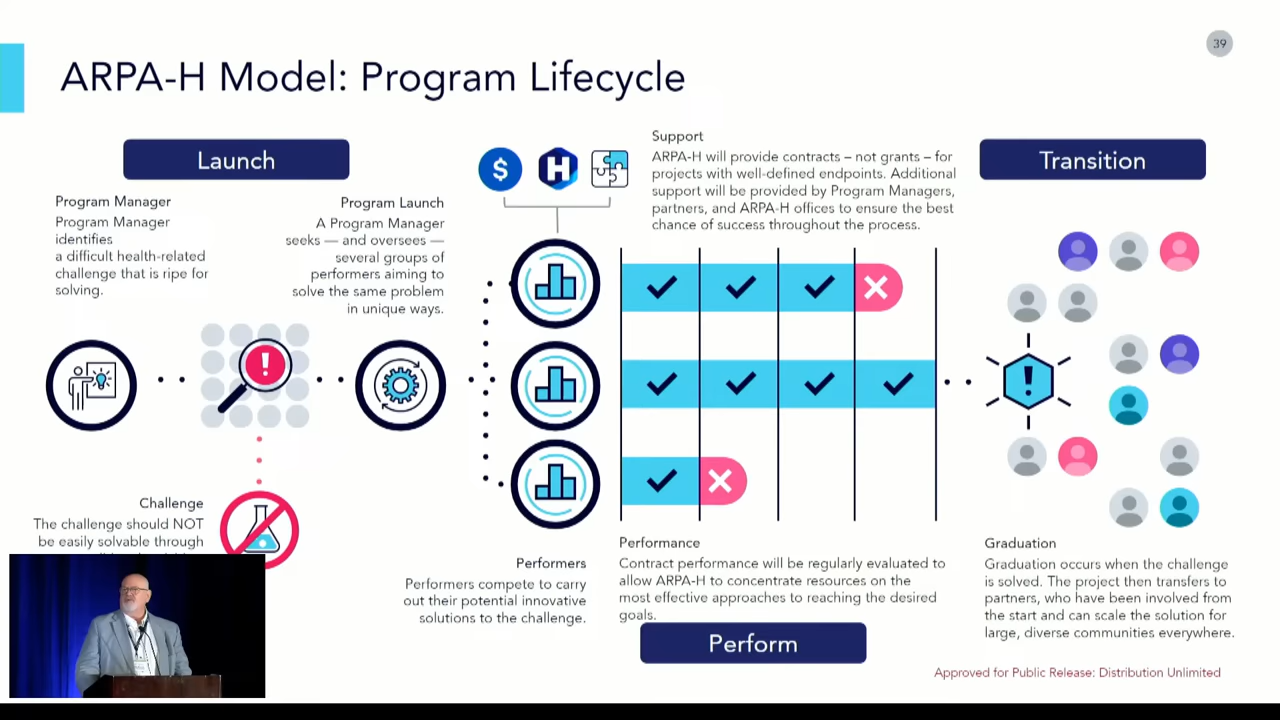 39
ARPA-H Model: Program Lifecycle
Launch
Program Manager
Program Manager
identifies
a difficult health-related
challenge that is ripe for
solving.
Program Launch
A Program Manager
seeks — and oversees —
several groups of
performers aiming to
solve the same problem
in unique ways.
Challenge
The challenge should NOT
be easily solvable through
$
H
Support
ARPA-H will provide contracts – not grants – for
projects with well-defined endpoints. Additional
support will be provided by Program Managers,
partners, and ARPA-H offices to ensure the best
chance of success throughout the process.
Performers
Performers compete to carry
out their potential innovative
solutions to the challenge.
Performance
Contract performance will be regularly evaluated to
allow ARPA-H to concentrate resources on the
most effective approaches to reaching the desired
goals.
Perform
Transition
Graduation
Graduation occurs when the challenge
is solved. The project then transfers to
partners, who have been involved from
the start and can scale the solution for
large, diverse communities everywhere.
Approved for Public Release: Distribution Unlimited